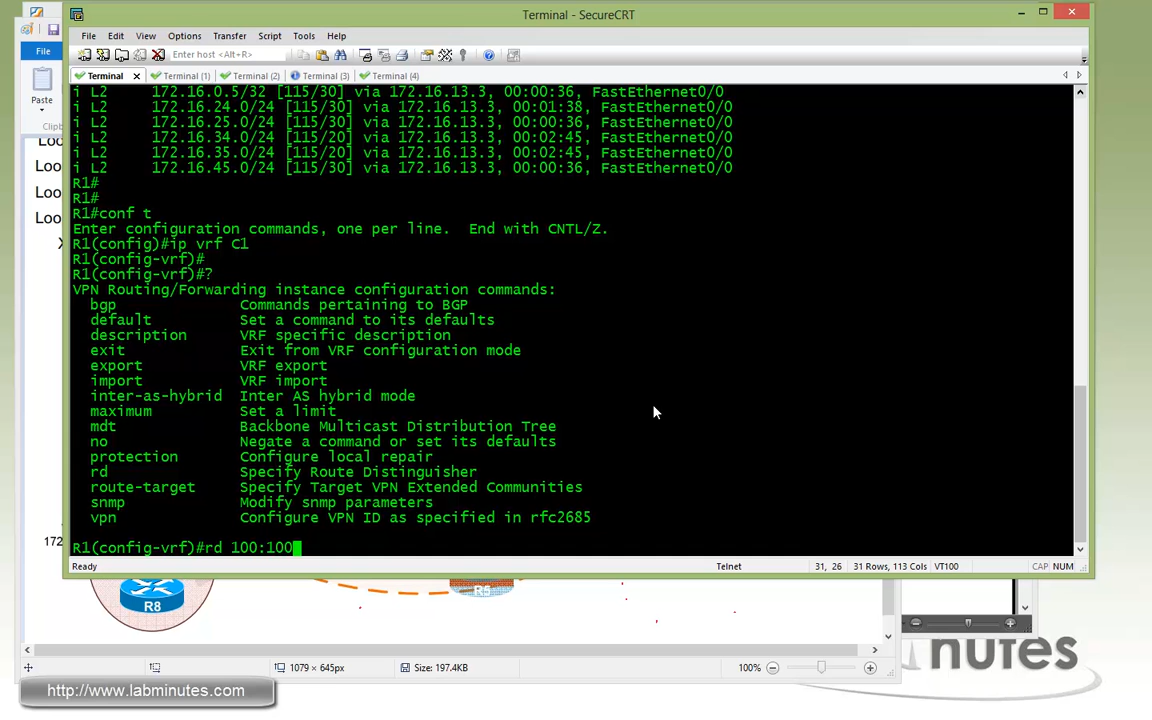 Terminal - SecureCRT
File
File Edit View Options Transfer Script Tools Help
Enter host <Alt+R>
Paste
Terminal Terminal (1) Terminal (2) Terminal (3) Terminal (4)
Clipb
Loo
Loo
Loo
Loo
X
172
i L2 172.16.0.5/32 [115/30] via 172.16.13.3, 00:00:36, FastEthernet0/0
i L2 172.16.24.0/24 [115/30] via 172.16.13.3, 00:01:38, FastEthernet0/0
i L2 172.16.25.0/24 [115/30] via 172.16.13.3, 00:00:36, FastEthernet0/0
i L2 172.16.34.0/24 [115/20] via 172.16.13.3, 00:02:45, FastEthernet0/0
i L2 172.16.35.0/24 [115/20] via 172.16.13.3, 00:02:45, FastEthernet0/0
i L2 172.16.45.0/24 [115/30] via 172.16.13.3, 00:00:36, FastEthernet0/0
R1#
R1#
R1#conf t
Enter configuration commands, one per line. End with CNTL/Z.
R1(config)#ip vrf C1
R1(config-vrf)#
R1(config-vrf)#?
VPN Routing/Forwarding instance configuration commands:
bgp Commands pertaining to BGP
default Set a command to its defaults
description VRF specific description
exit Exit from VRF configuration mode
export VRF export
import VRF import
inter-as-hybrid Inter AS hybrid mode
maximum Set a limit
mdt Backbone Multicast Distribution Tree
no Negate a command or set its defaults
protection Configure local repair
rd Specify Route Distinguisher
route-target Specify Target VPN Extended Communities
snmp Modify snmp parameters
vpn Configure VPN ID as specified in rfc2685
R1(config-vrf)#rd 100:100
Ready Telnet 31, 26 31 Rows, 113 Cols VT100 CAP NUM
R8
nutes
1079 × 645px Size: 197.4KB 100%
http://www.labminutes.com